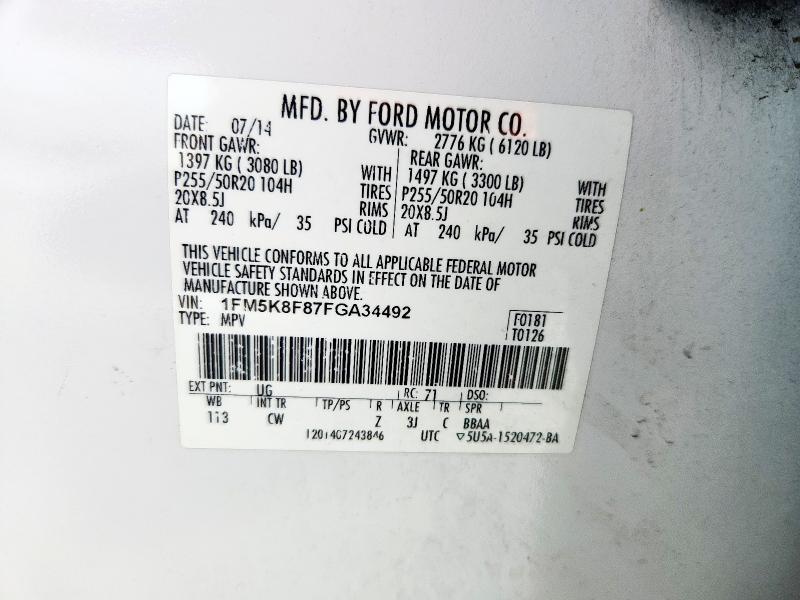 MFD. BY FORD MOTOR CO.
DATE: 07/14 GVWR: 2776 KG ( 6120 LB)
FRONT GAWR: REAR GAWR:
1397 KG ( 3080 LB) WITH 1497 KG ( 3300 LB) WITH
P255/50R20 104H TIRES P255/50R20 104H TIRES
20X8.5J RIMS 20X8.5J RIMS
AT 240 kPa/ 35 PSI COLD AT 240 kPa/ 35 PSI COLD
THIS VEHICLE CONFORMS TO ALL APPLICABLE FEDERAL MOTOR
VEHICLE SAFETY STANDARDS IN EFFECT ON THE DATE OF
MANUFACTURE SHOWN ABOVE.
VIN: 1FM5K8F87FGA34492
TYPE: MPV
F0181
T0126
EXT PNT: UG RC: 71 DSO:
WB INT TR TP/PS R AXLE TR SPR
113 CW Z 3J C BBAA
UTC ▽5U5A-1520472-BA